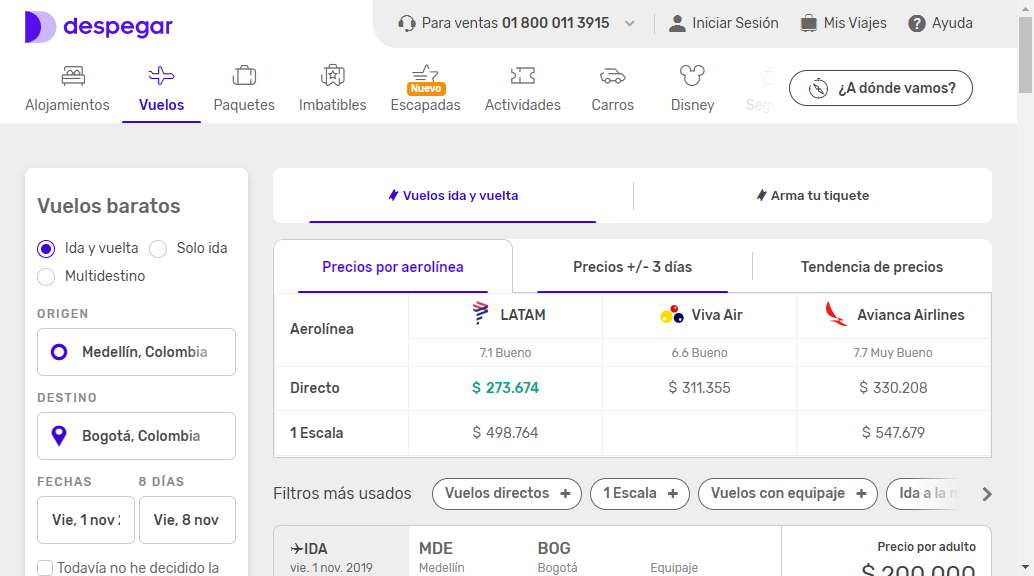 despegar
Para ventas 01 800 011 3915
Iniciar Sesión
Mis Viajes
Ayuda
Alojamientos
Vuelos
Paquetes
Imbatibles
Nuevo
Escapadas
Actividades
Carros
Disney
¿A dónde vamos?
Vuelos baratos
Ida y vuelta
Solo ida
Multidestino
ORIGEN
Medellín, Colombia
DESTINO
Bogotá, Colombia
FECHAS
8 DÍAS
Vie, 1 nov
Vie, 8 nov
Todavía no he decidido la
Vuelos ida y vuelta
Arma tu tiquete
Precios por aerolínea
Precios +/- 3 días
Tendencia de precios
Aerolínea
LATAM
Viva Air
Avianca Airlines
7.1 Bueno
6.6 Bueno
7.7 Muy Bueno
Directo
$ 273.674
$ 311.355
$ 330.208
1 Escala
$ 498.764
$ 547.679
Filtros más usados
Vuelos directos +
1 Escala +
Vuelos con equipaje +
Ida a la
IDA
MDE
BOG
Precio por adulto
vie. 1 nov. 2019
Medellín
Bogotá
Equipaje
$ 200.000